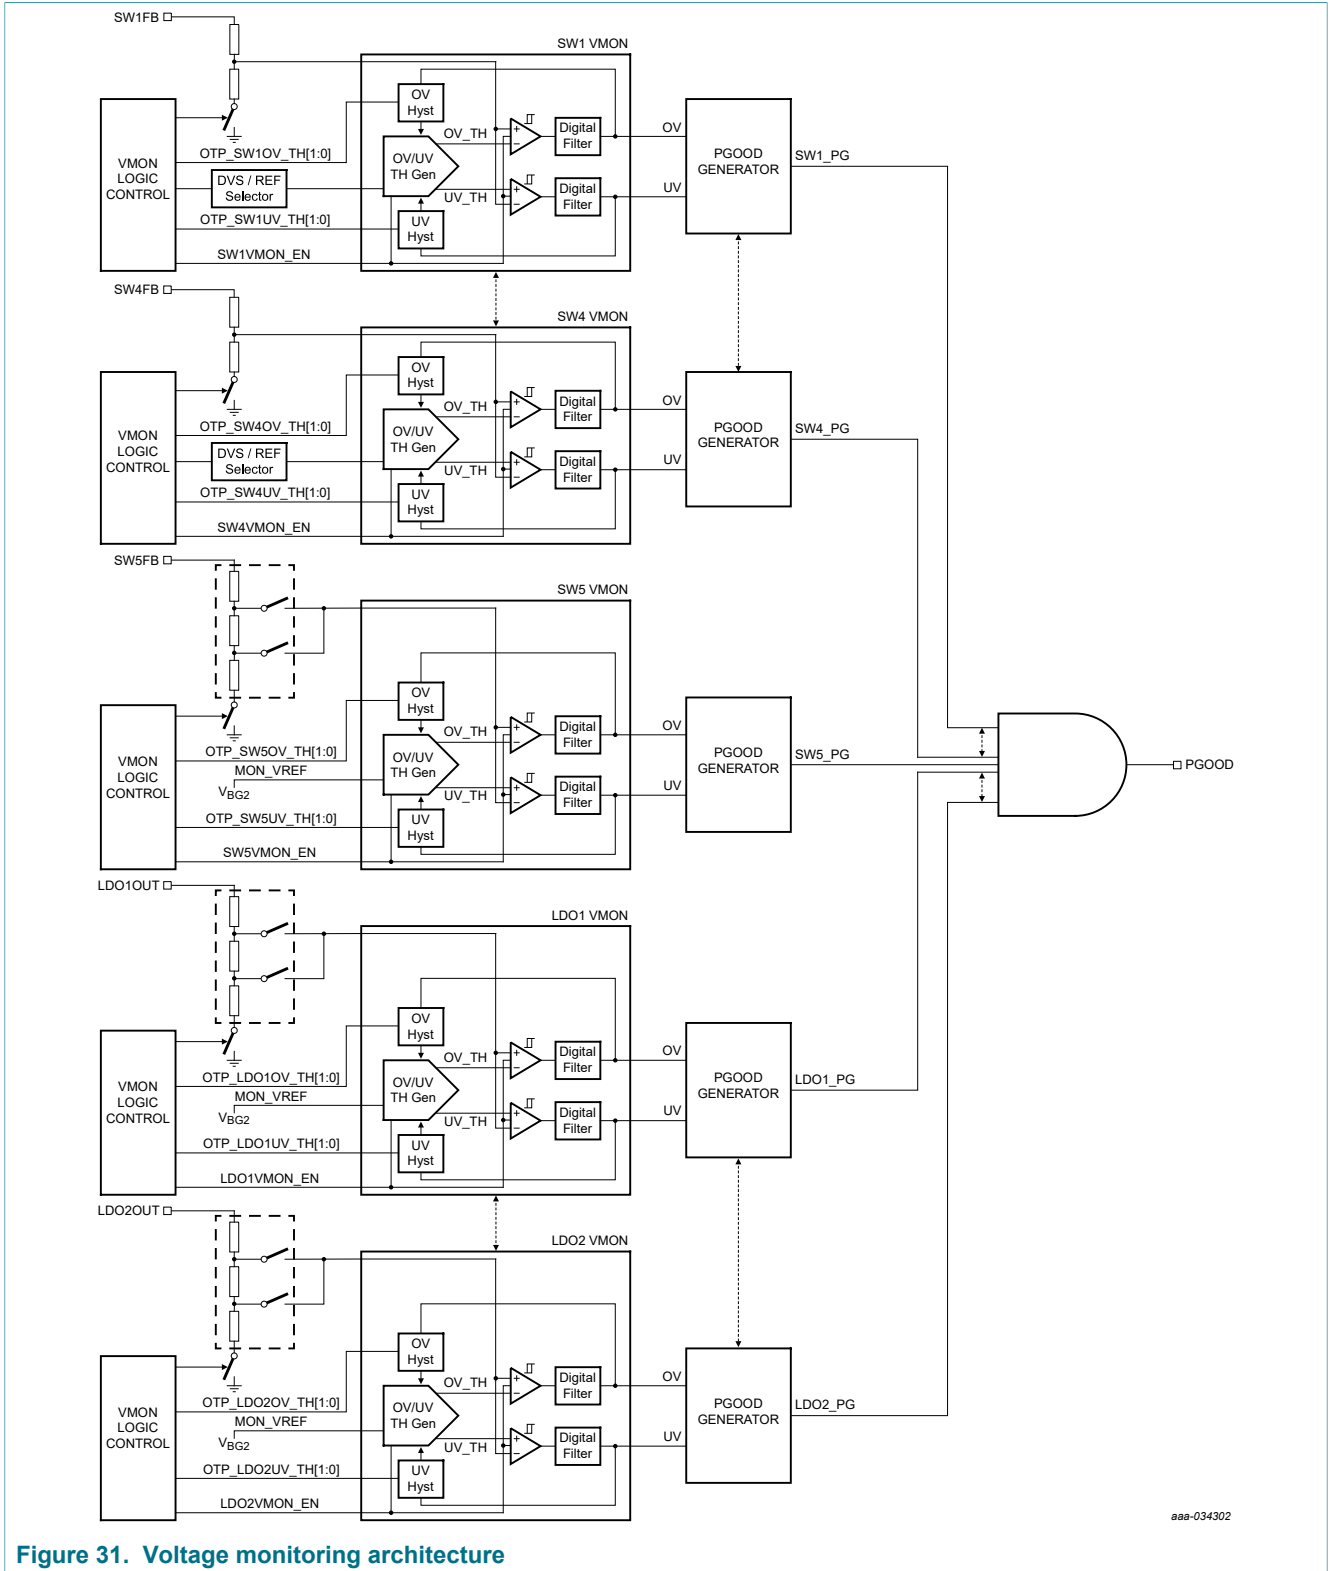 SW1FB
SW1 VMON
VMON
LOGIC
CONTROL
OTP_SW1OV_TH[1:0]
DVS / REF
Selector
OTP_SW1UV_TH[1:0]
SW1VMON_EN
OV
Hyst
OV/UV
TH Gen
UV
Hyst
OV_TH
UV_TH
Digital
Filter
Digital
Filter
OV
UV
PGOOD
GENERATOR
SW1_PG
SW4FB
SW4 VMON
VMON
LOGIC
CONTROL
OTP_SW4OV_TH[1:0]
DVS / REF
Selector
OTP_SW4UV_TH[1:0]
SW4VMON_EN
OV
Hyst
OV/UV
TH Gen
UV
Hyst
OV_TH
UV_TH
Digital
Filter
Digital
Filter
OV
UV
PGOOD
GENERATOR
SW4_PG
SW5FB
SW5 VMON
VMON
LOGIC
CONTROL
OTP_SW5OV_TH[1:0]
MON_VREF
VBG2
OTP_SW5UV_TH[1:0]
SW5VMON_EN
OV
Hyst
OV/UV
TH Gen
UV
Hyst
OV_TH
UV_TH
Digital
Filter
Digital
Filter
OV
UV
PGOOD
GENERATOR
SW5_PG
PGOOD
LDO1OUT
LDO1 VMON
VMON
LOGIC
CONTROL
OTP_LDO1OV_TH[1:0]
MON_VREF
VBG2
OTP_LDO1UV_TH[1:0]
LDO1VMON_EN
OV
Hyst
OV/UV
TH Gen
UV
Hyst
OV_TH
UV_TH
Digital
Filter
Digital
Filter
OV
UV
PGOOD
GENERATOR
LDO1_PG
LDO2OUT
LDO2 VMON
VMON
LOGIC
CONTROL
OTP_LDO2OV_TH[1:0]
MON_VREF
VBG2
OTP_LDO2UV_TH[1:0]
LDO2VMON_EN
OV
Hyst
OV/UV
TH Gen
UV
Hyst
OV_TH
UV_TH
Digital
Filter
Digital
Filter
OV
UV
PGOOD
GENERATOR
LDO2_PG
aaa-034302
Figure 31. Voltage monitoring architecture